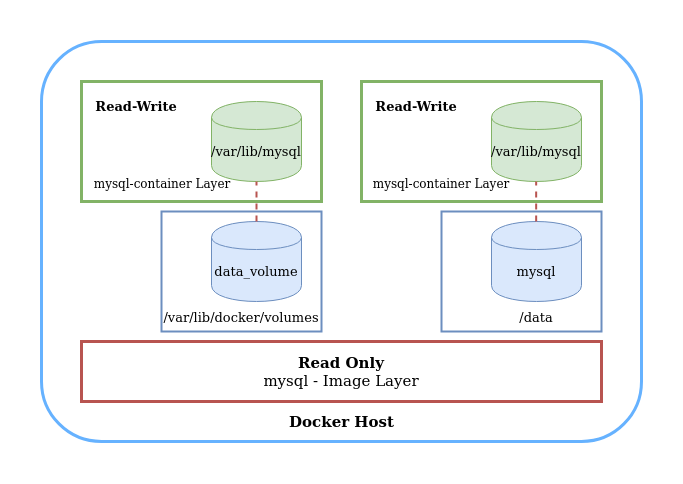 Read-Write
/var/lib/mysql
mysql-container Layer
Read-Write
/var/lib/mysql
mysql-container Layer
data_volume
/var/lib/docker/volumes
mysql
/data
Read Only
mysql - Image Layer
Docker Host